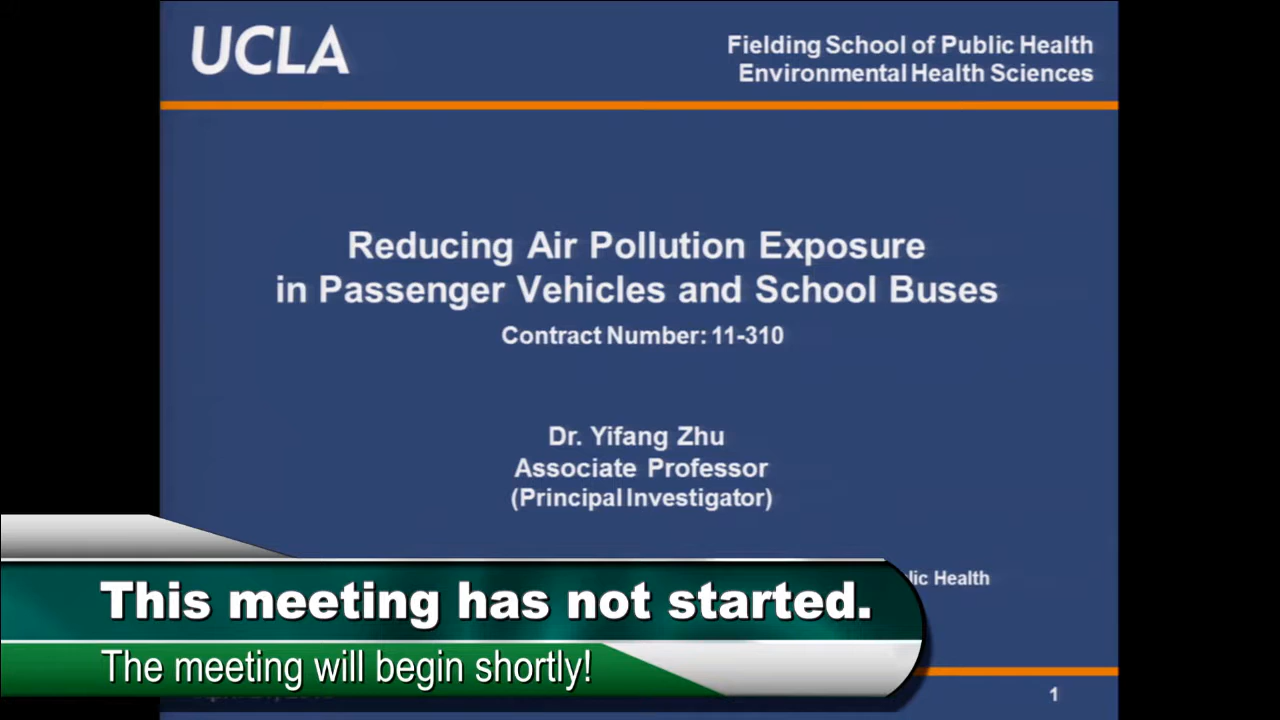 UCLA
Fielding School of Public Health
Environmental Health Sciences
Reducing Air Pollution Exposure
in Passenger Vehicles and School Buses
Contract Number: 11-310
Dr. Yifang Zhu
Associate Professor
(Principal Investigator)
Health
This meeting has not started.
The meeting will begin shortly!
1